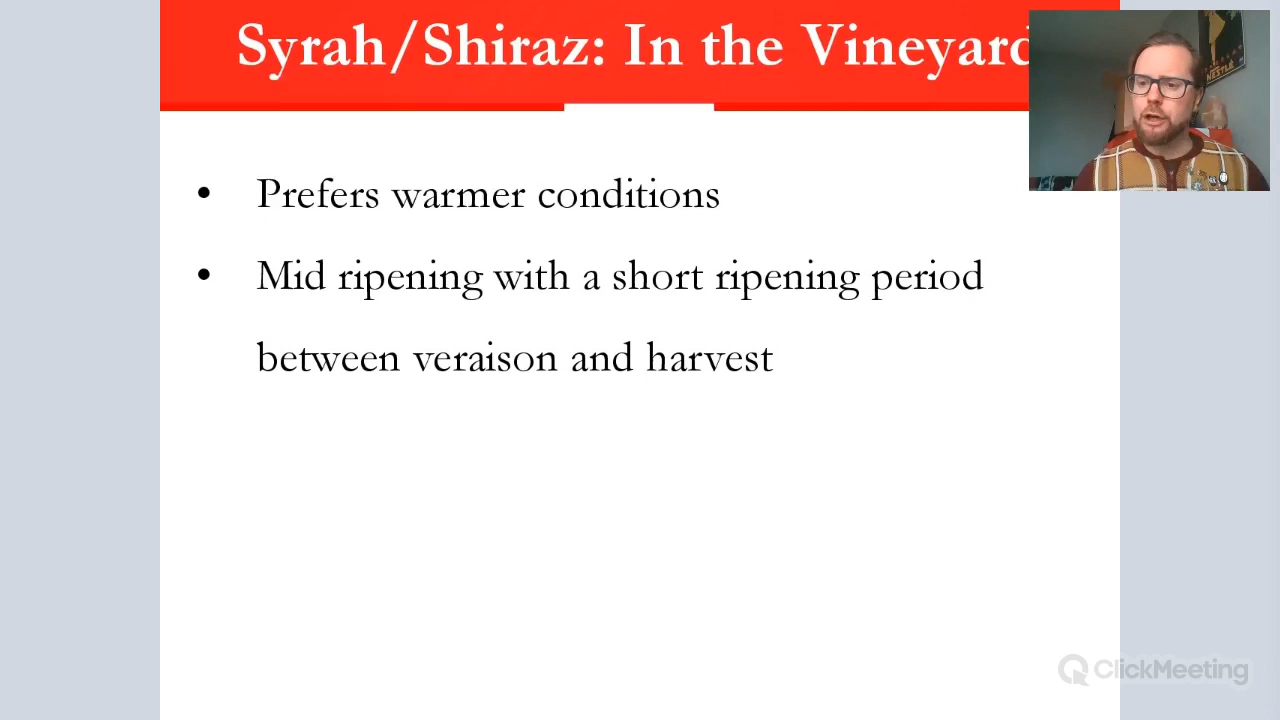 Syrah/Shiraz: In the Vineyard
• Prefers warmer conditions
• Mid ripening with a short ripening period
between veraison and harvest
NESTLÉ
ClickMeeting